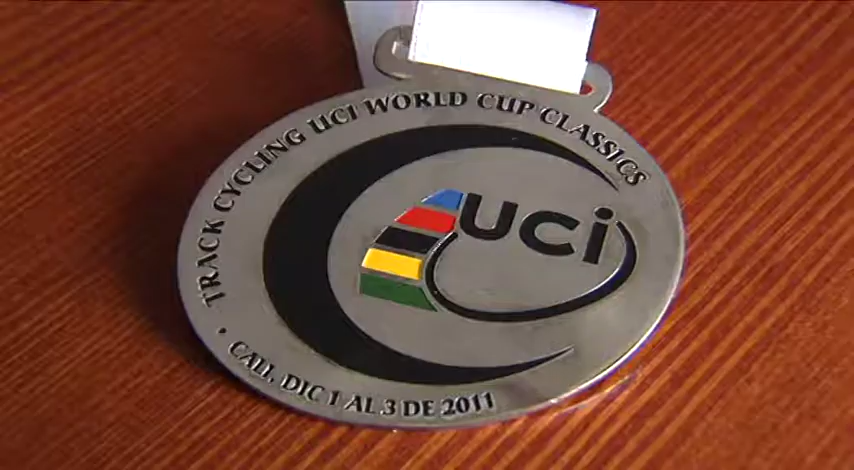 TRACK CYCLING UCI WORLD CUP CLASSICS
UCi
• CALI, DIC 1 AL 3 DE 2011